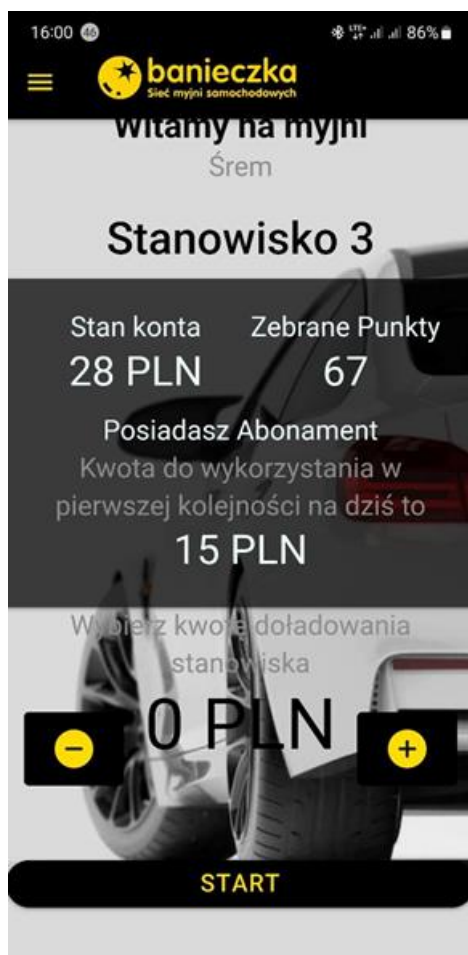 16:00 46 LTE+ 86%
banieczka
Sieć myjni samochodowych
Witamy na myjni
Śrem
Stanowisko 3
Stan konta Zebrane Punkty
28 PLN 67
Posiadasz Abonament
Kwota do wykorzystania w
pierwszej kolejności na dziś to
15 PLN
Wybierz kwotę doładowania
stanowiska
0 PLN
START